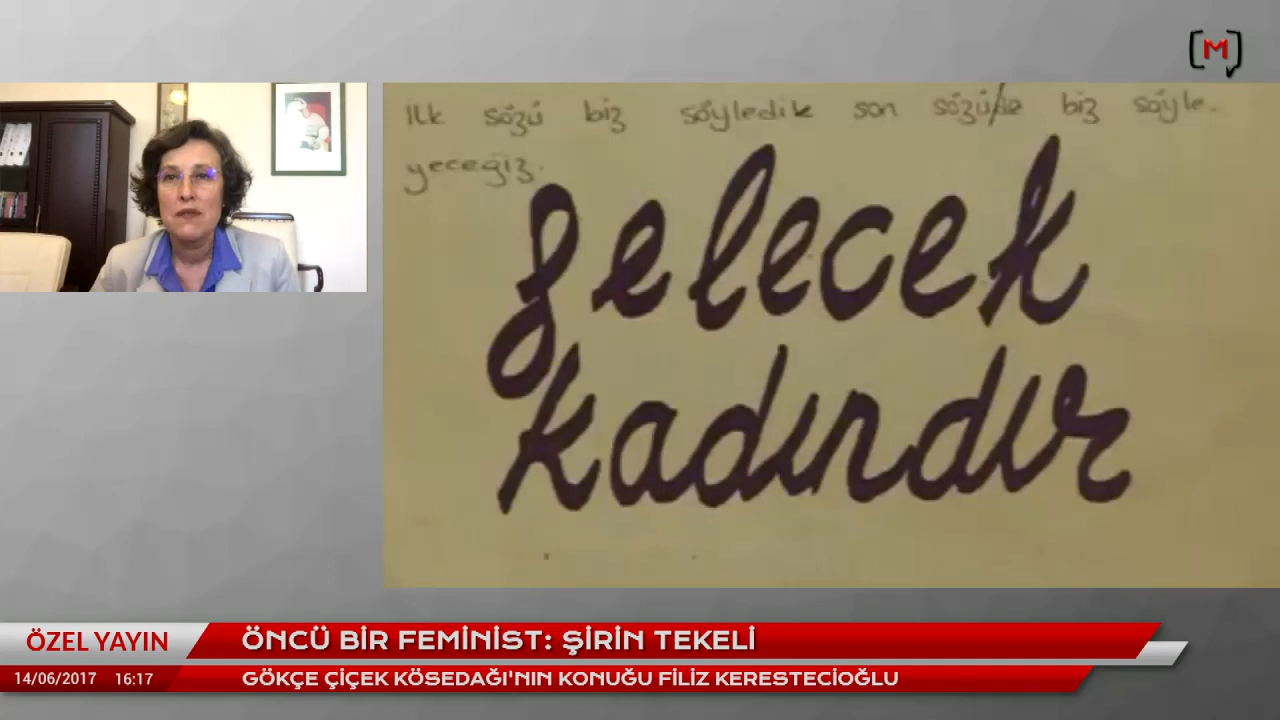 M
İlk sözü biz söyledik son sözü de biz söyle-
yeceğiz.
gelecek
kadındır
ÖZEL YAYIN
ÖNCÜ BİR FEMİNİST: ŞİRİN TEKELİ
14/06/2017 16:17
GÖKÇE ÇİÇEK KÖSEDAĞI'NIN KONUĞU FİLİZ KERESTECİOĞLU